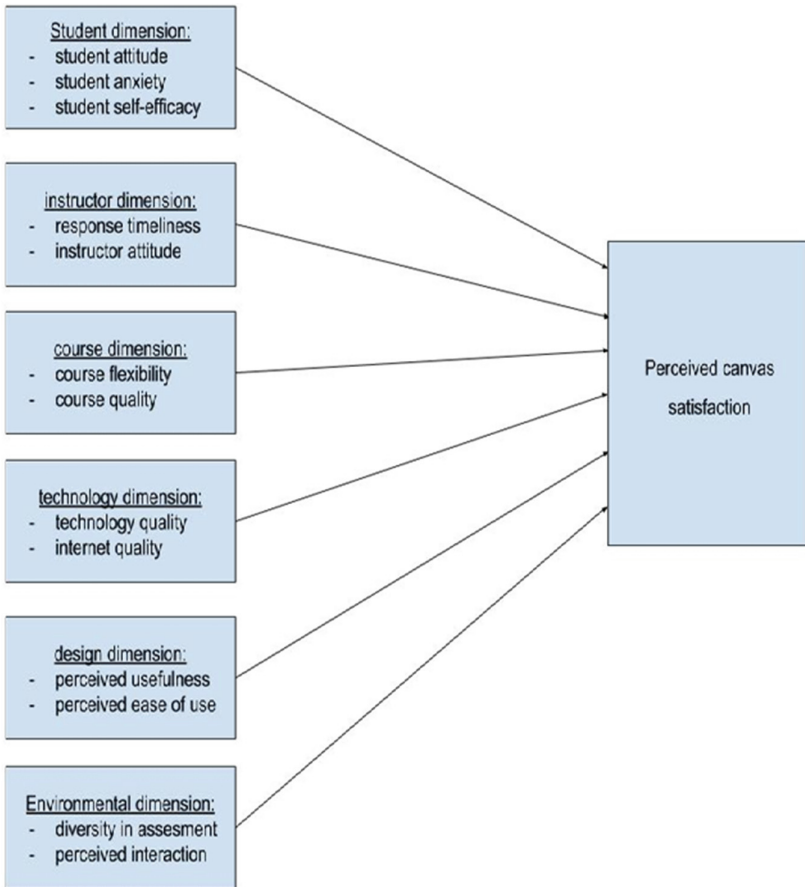 Student dimension:
- student attitude
- student anxiety
- student self-efficacy
instructor dimension:
- response timeliness
- instructor attitude
course dimension:
- course flexibility
- course quality
technology dimension:
- technology quality
- internet quality
design dimension:
- perceived usefulness
- perceived ease of use
Environmental dimension:
- diversity in assesment
- perceived interaction
Perceived canvas
satisfaction